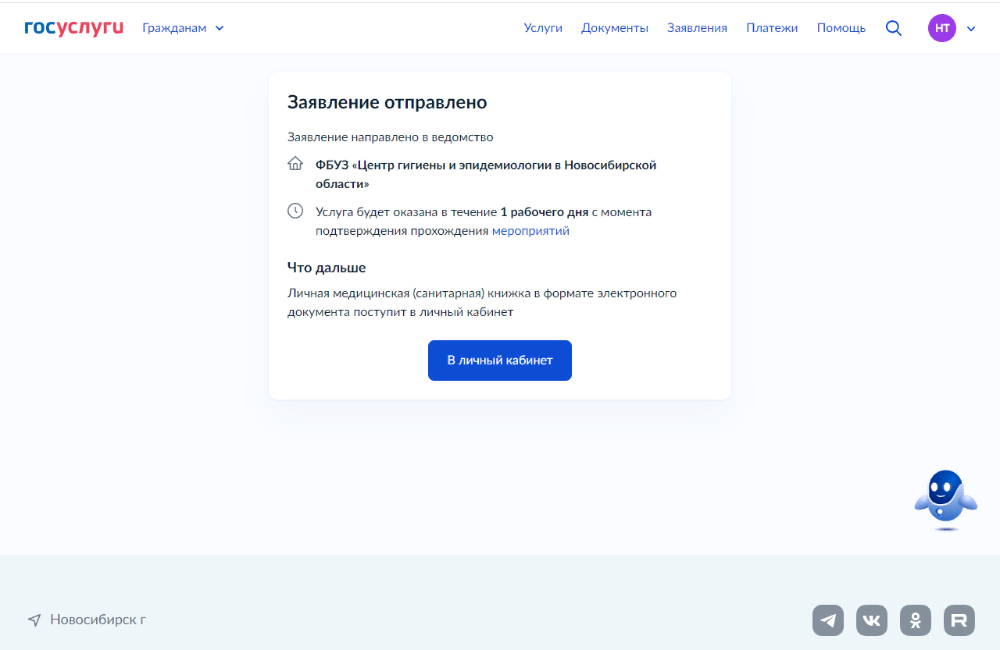 госуслуги Гражданам Услуги Документы Заявления Платежи Помощь НТ
Заявление отправлено
Заявление направлено в ведомство
ФБУЗ «Центр гигиены и эпидемиологии в Новосибирской
области»
Услуга будет оказана в течение 1 рабочего дня с момента
подтверждения прохождения мероприятий
Что дальше
Личная медицинская (санитарная) книжка в формате электронного
документа поступит в личный кабинет
В личный кабинет
Новосибирск г